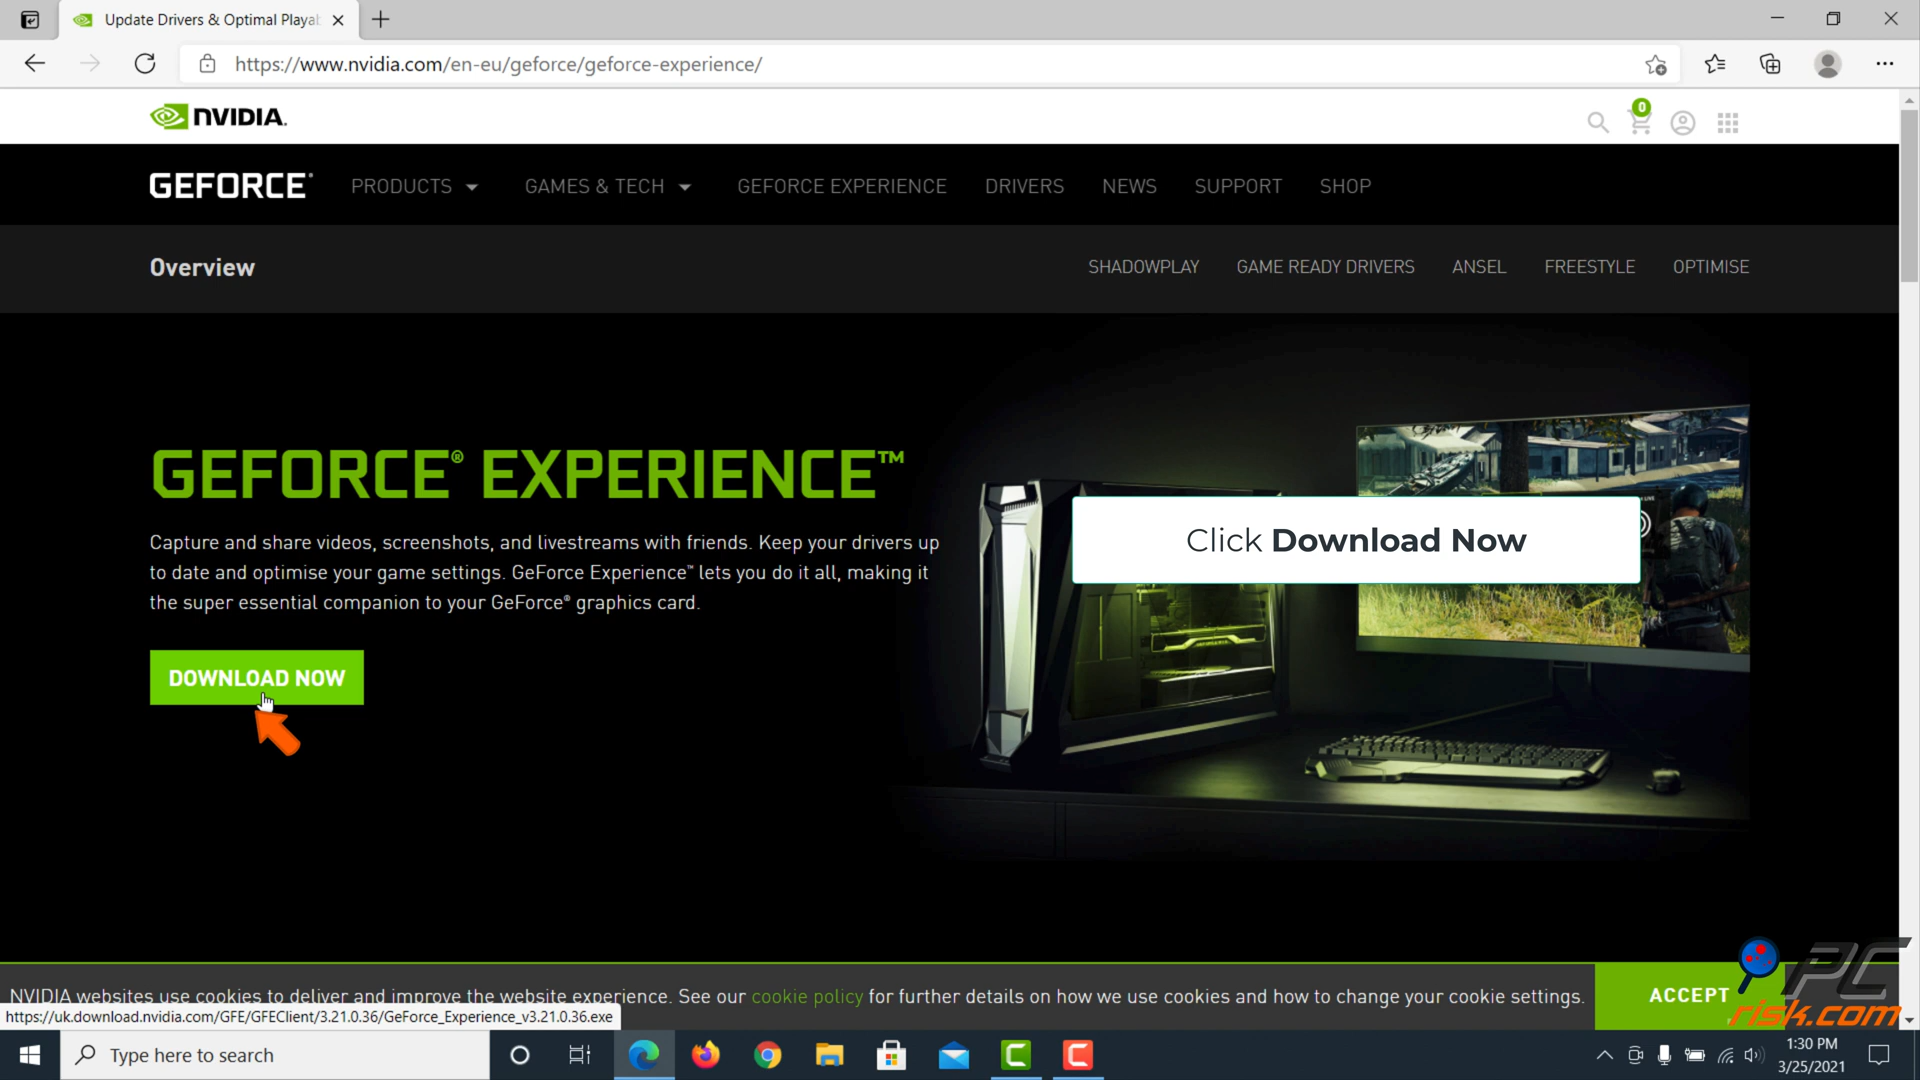 Update Drivers & Optimal Playa
https://www.nvidia.com/en-eu/geforce/geforce-experience/
NVIDIA.
0
GEFORCE® PRODUCTS GAMES & TECH GEFORCE EXPERIENCE DRIVERS NEWS SUPPORT SHOP
Overview SHADOWPLAY GAME READY DRIVERS ANSEL FREESTYLE OPTIMISE
GEFORCE® EXPERIENCE™
Capture and share videos, screenshots, and livestreams with friends. Keep your drivers up
to date and optimise your game settings. GeForce Experience™ lets you do it all, making it
the super essential companion to your GeForce® graphics card.
Click Download Now
DOWNLOAD NOW
NVIDIA websites use cookies to deliver and improve the website experience. See our cookie policy for further details on how we use cookies and how to change your cookie settings.
ACCEPT
PC
risk.com
https://uk.download.nvidia.com/GFE/GFEClient/3.21.0.36/GeForce_Experience_v3.21.0.36.exe
Type here to search
1:30 PM
3/25/2021